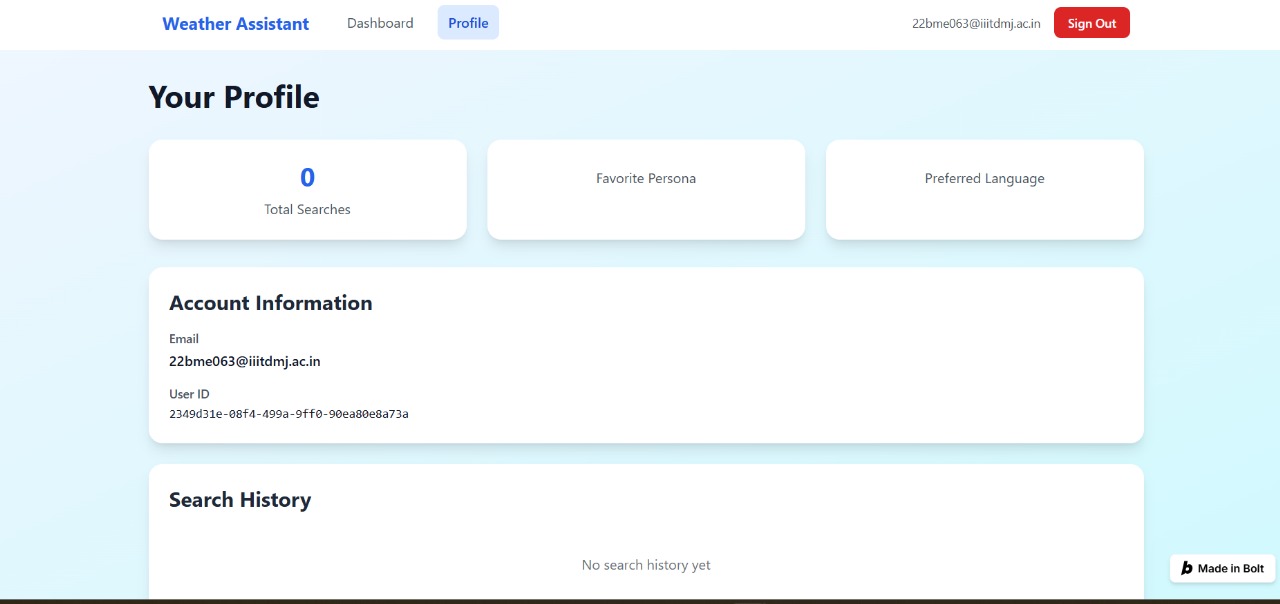 Weather Assistant Dashboard Profile 22bme063@iiitdmj.ac.in Sign Out
Your Profile
0
Total Searches
Favorite Persona
Preferred Language
Account Information
Email
22bme063@iiitdmj.ac.in
User ID
2349d31e-08f4-499a-9ff0-90ea80e8a73a
Search History
No search history yet
b Made in Bolt